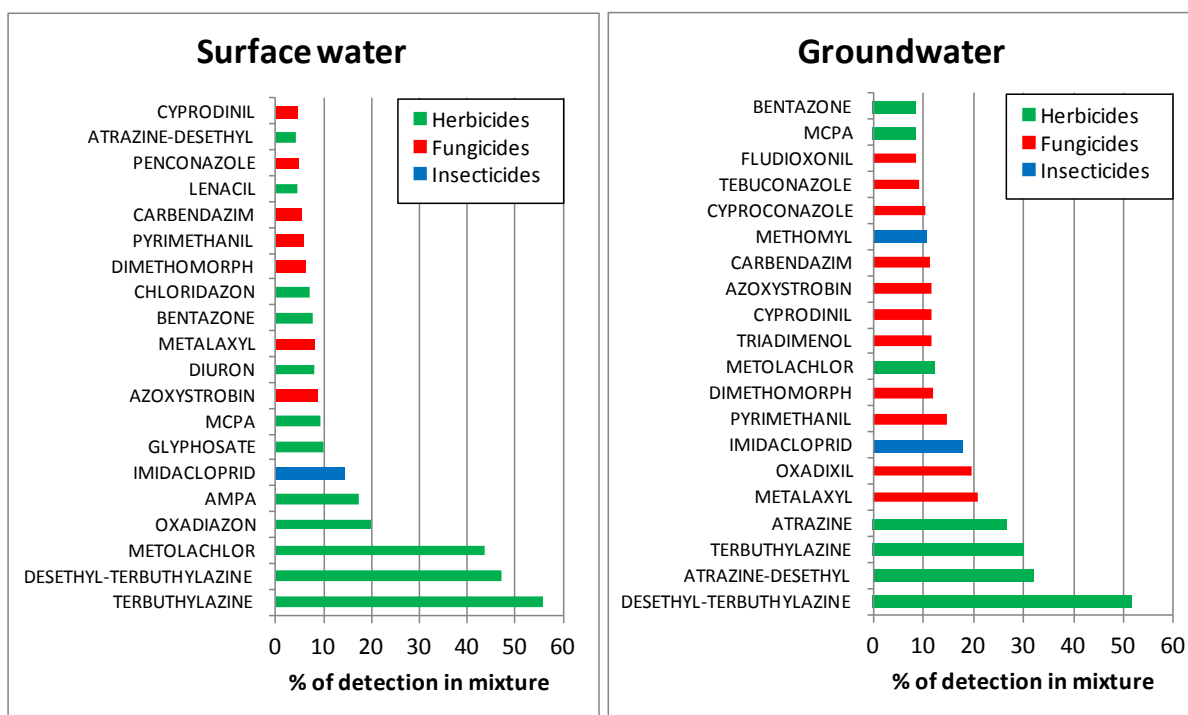 Surface water
Herbicides
Fungicides
Insecticides
CYPRODINIL
ATRAZINE-DESETHYL
PENCONAZOLE
LENACIL
CARBENDAZIM
PYRIMETHANIL
DIMETHOMORPH
CHLORIDAZON
BENTAZONE
METALAXYL
DIURON
AZOXYSTROBIN
MCPA
GLYPHOSATE
IMIDACLOPRID
AMPA
OXADIAZON
METOLACHLOR
DESETHYL-TERBUTHYLAZINE
TERBUTHYLAZINE
0 10 20 30 40 50 60
% of detection in mixture
Groundwater
Herbicides
Fungicides
Insecticides
BENTAZONE
MCPA
FLUDIOXONIL
TEBUCONAZOLE
CYPROCONAZOLE
METHOMYL
CARBENDAZIM
AZOXYSTROBIN
CYPRODINIL
TRIADIMENOL
METOLACHLOR
DIMETHOMORPH
PYRIMETHANIL
IMIDACLOPRID
OXADIXIL
METALAXYL
ATRAZINE
TERBUTHYLAZINE
ATRAZINE-DESETHYL
DESETHYL-TERBUTHYLAZINE
0 10 20 30 40 50 60
% of detection in mixture